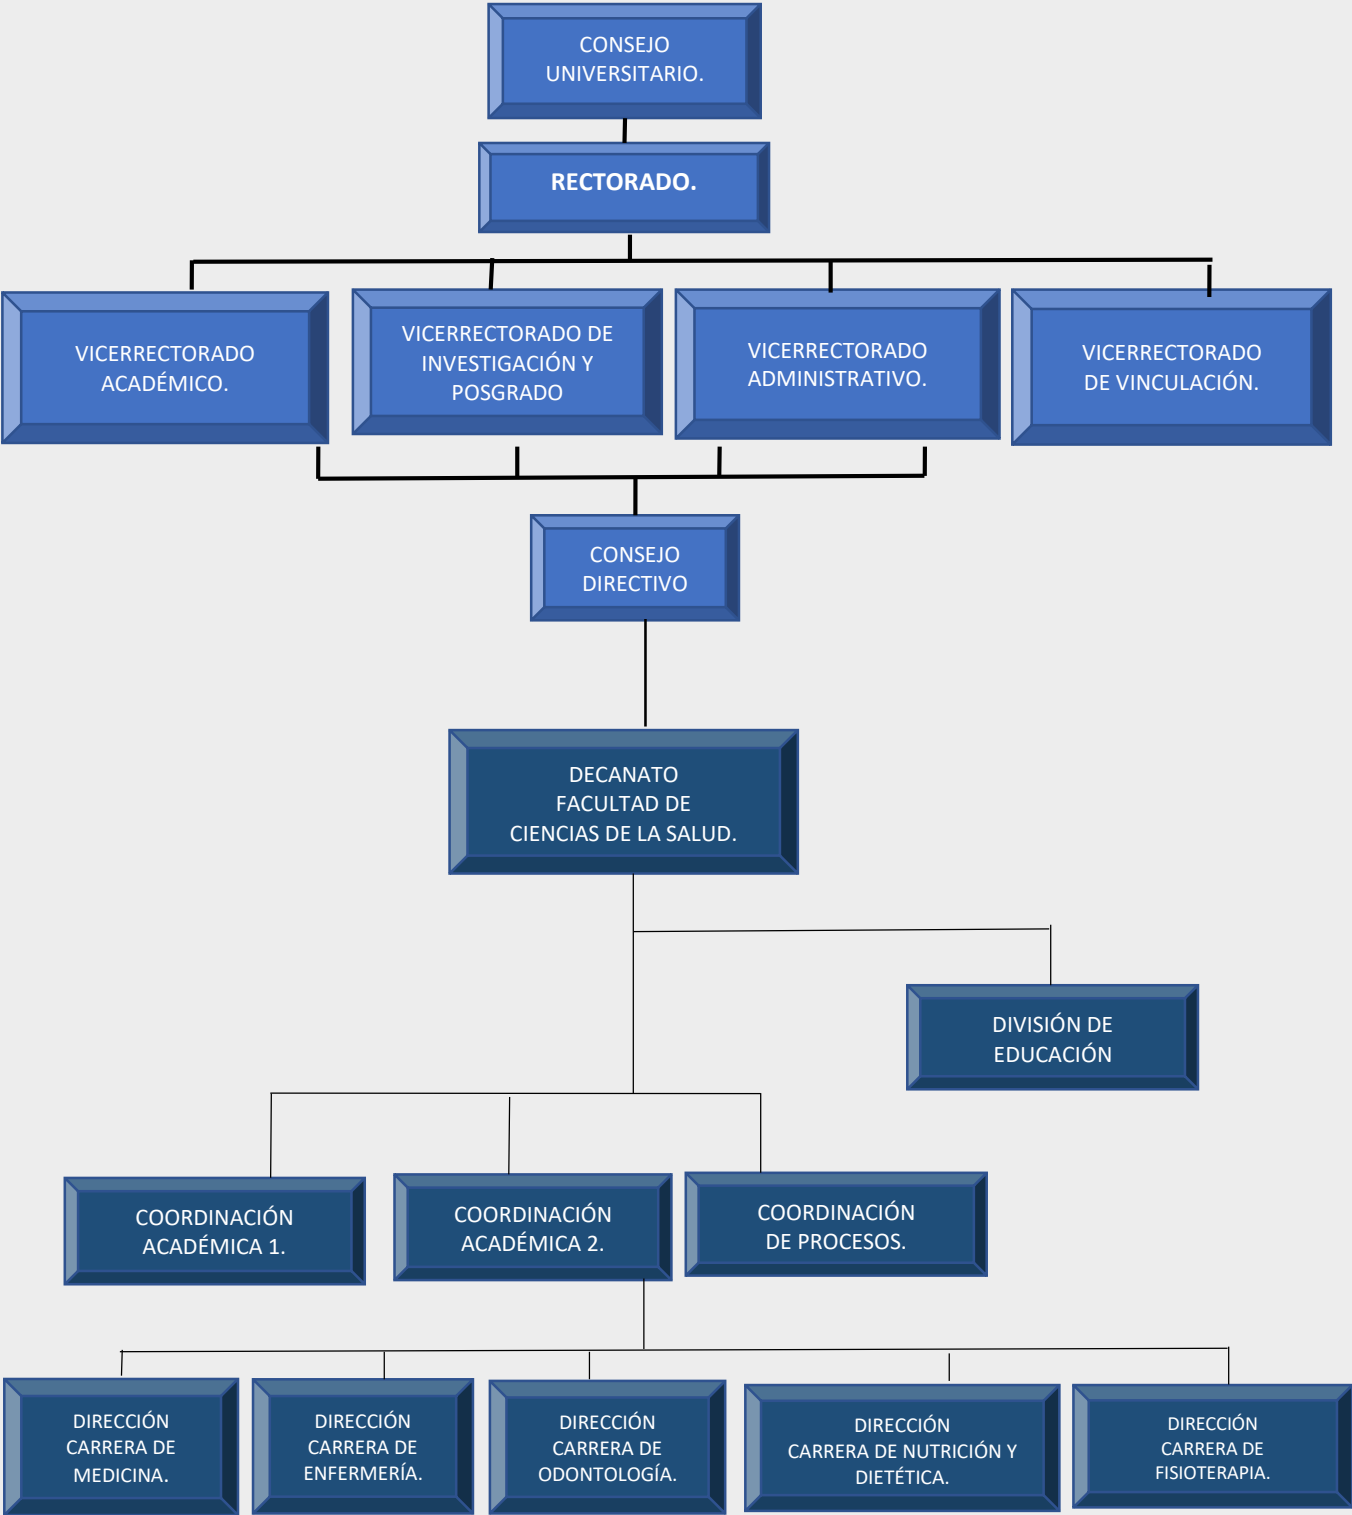 CONSEJO
UNIVERSITARIO.
RECTORADO.
VICERRECTORADO
ACADÉMICO.
VICERRECTORADO DE
INVESTIGACIÓN Y
POSGRADO
VICERRECTORADO
ADMINISTRATIVO.
VICERRECTORADO
DE VINCULACIÓN.
CONSEJO
DIRECTIVO
DECANATO
FACULTAD DE
CIENCIAS DE LA SALUD.
DIVISIÓN DE
EDUCACIÓN
COORDINACIÓN
ACADÉMICA 1.
COORDINACIÓN
ACADÉMICA 2.
COORDINACIÓN
DE PROCESOS.
DIRECCIÓN
CARRERA DE
MEDICINA.
DIRECCIÓN
CARRERA DE
ENFERMERÍA.
DIRECCIÓN
CARRERA DE
ODONTOLOGÍA.
DIRECCIÓN
CARRERA DE NUTRICIÓN Y
DIETÉTICA.
DIRECCIÓN
CARRERA DE
FISIOTERAPIA.